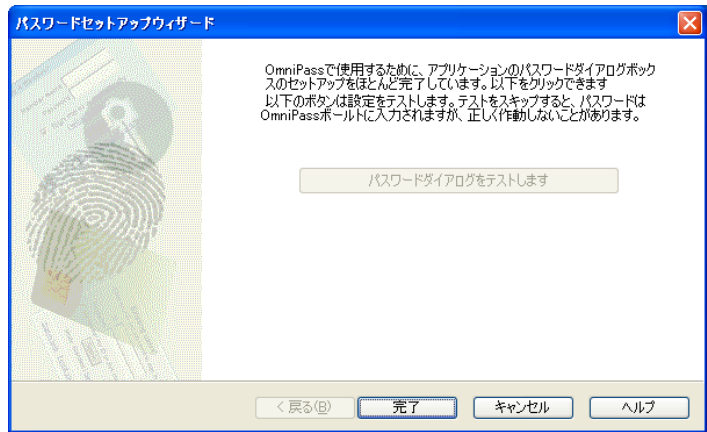 パスワードセットアップウィザード
OmniPassで使用するために、アプリケーションのパスワードダイアログボック
スのセットアップをほとんど完了しています。以下をクリックできます
以下のボタンは設定をテストします。テストをスキップすると、パスワードは
OmniPassボールトに入力されますが、正しく作動しないことがあります。
パスワードダイアログをテストします
< 戻る(B)
完了
キャンセル
ヘルプ